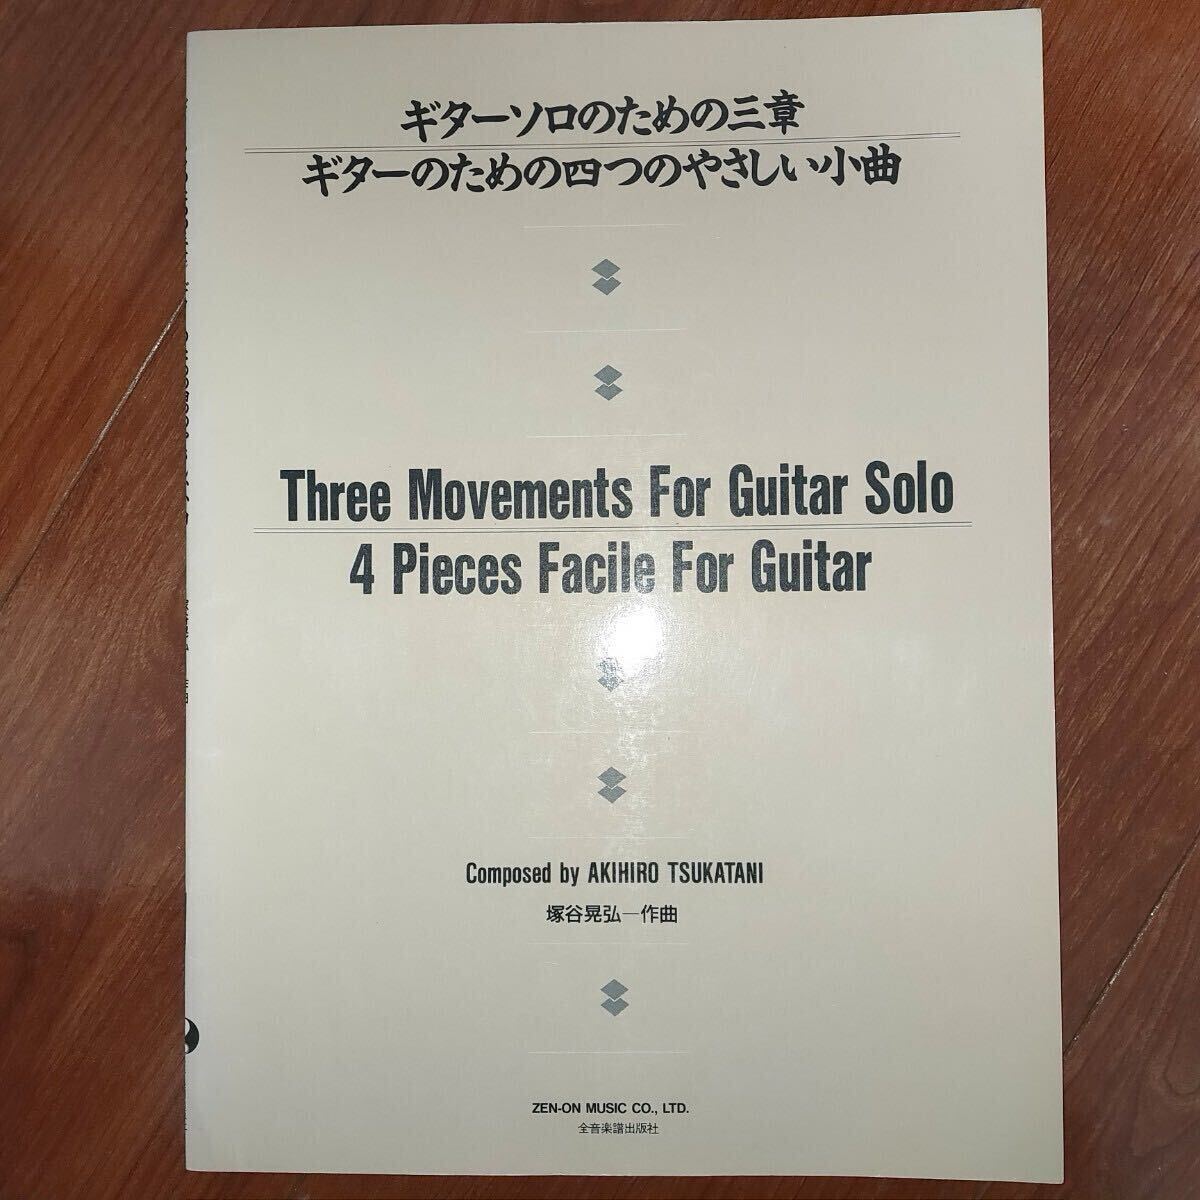 ギターソロのための三章
ギターのための四つのやさしい小曲
Three Movements For Guitar Solo
4 Pieces Facile For Guitar
Composed by AKIHIRO TSUKATANI
塚谷晃弘—作曲
ZEN-ON MUSIC CO., LTD.
全音楽譜出版社